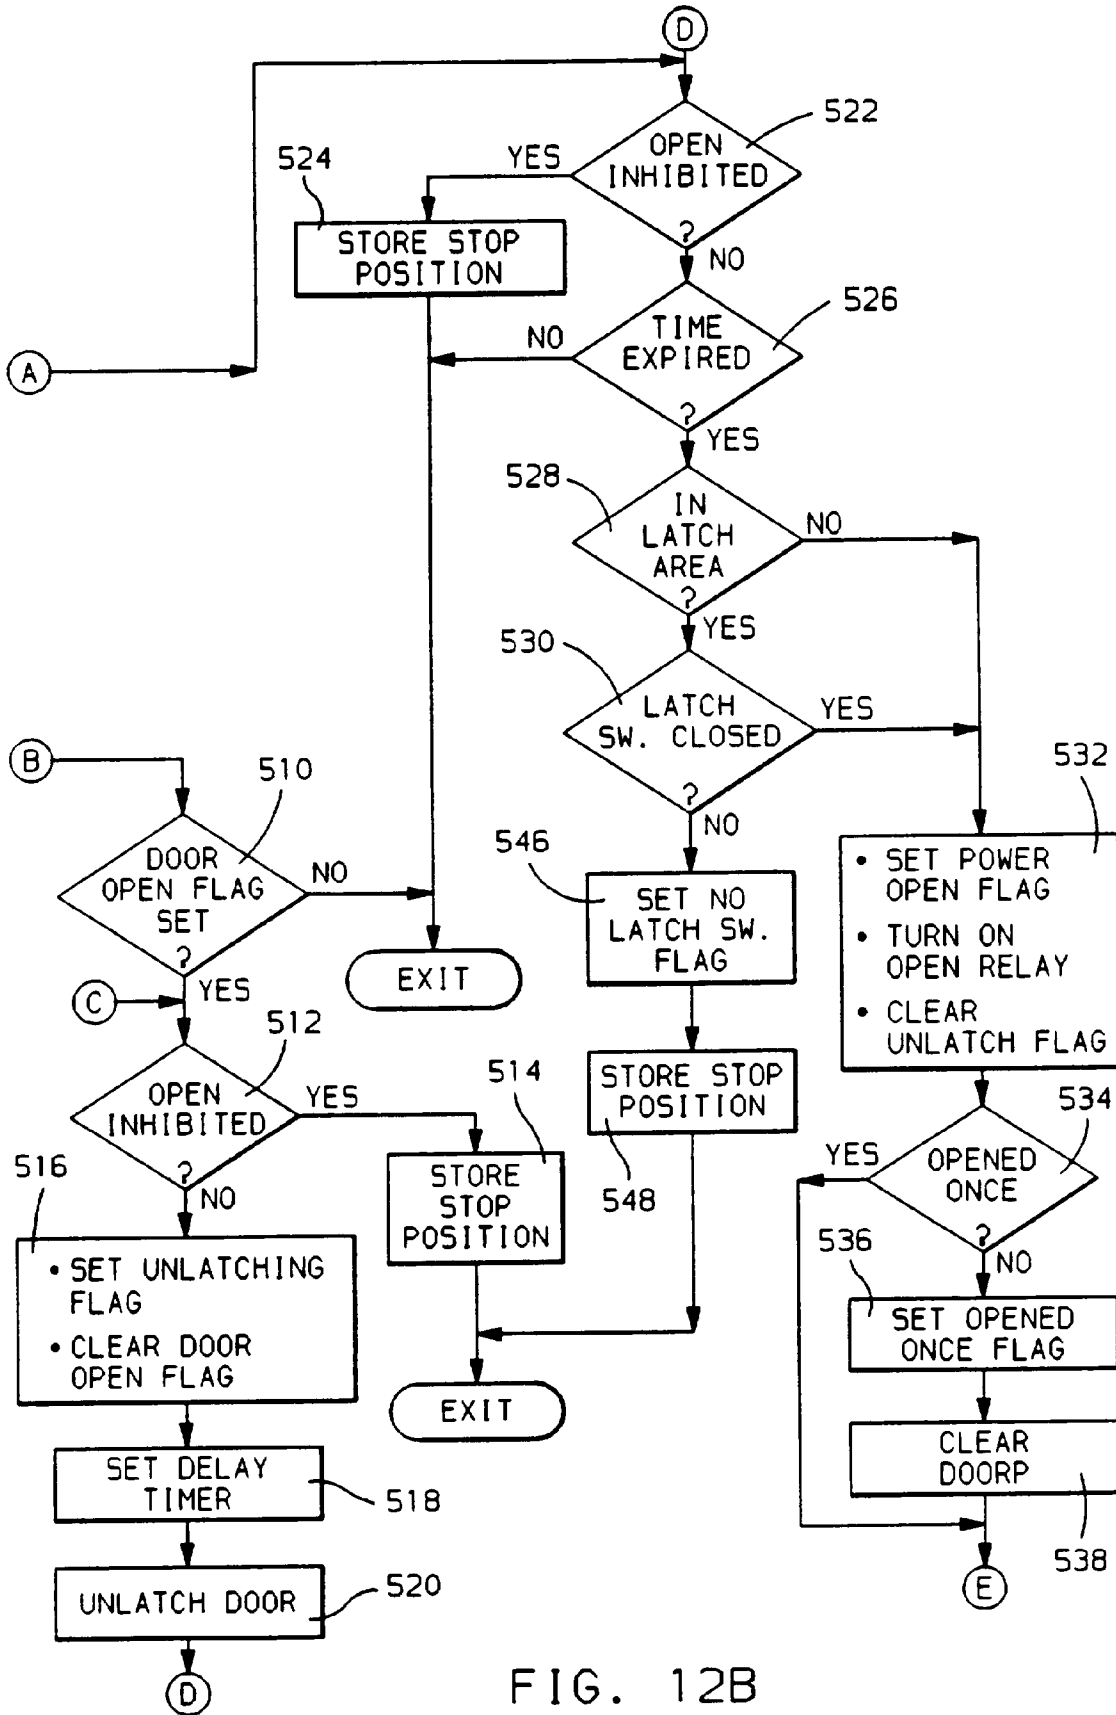 D
522
OPEN
INHIBITED
?
YES
NO
524
STORE STOP
POSITION
526
TIME
EXPIRED
?
NO
YES
A
528
IN
LATCH
AREA
?
NO
YES
530
LATCH
SW. CLOSED
?
YES
NO
B
510
DOOR
OPEN FLAG
SET
?
NO
YES
EXIT
546
SET NO
LATCH SW.
FLAG
532
• SET POWER
OPEN FLAG
• TURN ON
OPEN RELAY
• CLEAR
UNLATCH FLAG
C
512
OPEN
INHIBITED
?
YES
NO
514
STORE
STOP
POSITION
STORE STOP
POSITION
548
534
OPENED
ONCE
?
YES
NO
516
• SET UNLATCHING
FLAG
• CLEAR DOOR
OPEN FLAG
536
SET OPENED
ONCE FLAG
EXIT
CLEAR
DOORP
538
SET DELAY
TIMER
518
UNLATCH DOOR
520
E
D
FIG. 12B